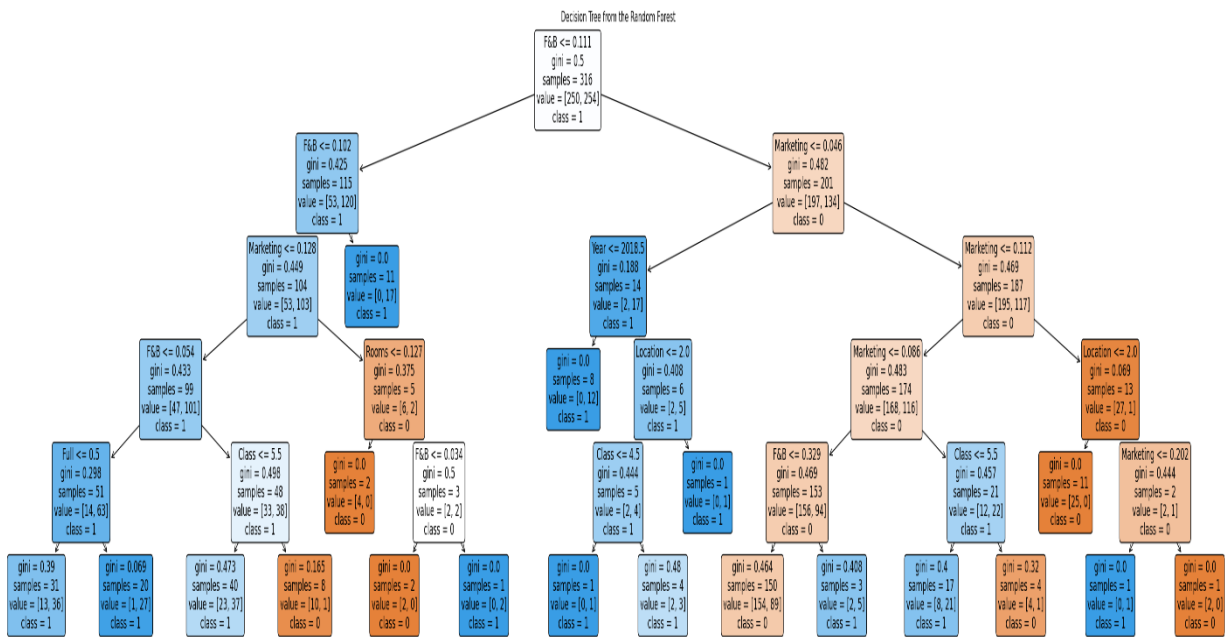 Decision Tree from the Random Forest
F&B <= 0.111
gini = 0.5
samples = 316
value = [250, 254]
class = 1
F&B <= 0.102
gini = 0.425
samples = 115
value = [53, 120]
class = 1
Marketing <= 0.046
gini = 0.482
samples = 201
value = [197, 134]
class = 0
Marketing <= 0.128
gini = 0.449
samples = 104
value = [53, 103]
class = 1
gini = 0.0
samples = 11
value = [0, 17]
class = 1
Year <= 2018.5
gini = 0.188
samples = 14
value = [2, 17]
class = 1
Marketing <= 0.112
gini = 0.469
samples = 187
value = [195, 117]
class = 0
F&B <= 0.054
gini = 0.433
samples = 99
value = [47, 101]
class = 1
Rooms <= 0.127
gini = 0.375
samples = 5
value = [6, 2]
class = 0
gini = 0.0
samples = 8
value = [0, 12]
class = 1
Location <= 2.0
gini = 0.408
samples = 6
value = [2, 5]
class = 1
Marketing <= 0.086
gini = 0.483
samples = 174
value = [168, 116]
class = 0
Location <= 2.0
gini = 0.069
samples = 13
value = [27, 1]
class = 0
Full <= 0.5
gini = 0.298
samples = 51
value = [14, 63]
class = 1
Class <= 5.5
gini = 0.498
samples = 48
value = [33, 38]
class = 1
gini = 0.0
samples = 2
value = [4, 0]
class = 0
F&B <= 0.034
gini = 0.5
samples = 3
value = [2, 2]
class = 0
Class <= 4.5
gini = 0.444
samples = 5
value = [2, 4]
class = 1
gini = 0.0
samples = 1
value = [0, 1]
class = 1
F&B <= 0.329
gini = 0.469
samples = 153
value = [156, 94]
class = 0
Class <= 5.5
gini = 0.457
samples = 21
value = [12, 22]
class = 1
gini = 0.0
samples = 11
value = [25, 0]
class = 0
Marketing <= 0.202
gini = 0.444
samples = 2
value = [2, 1]
class = 0
gini = 0.39
samples = 31
value = [13, 36]
class = 1
gini = 0.069
samples = 20
value = [1, 27]
class = 1
gini = 0.473
samples = 40
value = [23, 37]
class = 1
gini = 0.165
samples = 8
value = [10, 1]
class = 0
gini = 0.0
samples = 2
value = [2, 0]
class = 0
gini = 0.0
samples = 1
value = [0, 2]
class = 1
gini = 0.0
samples = 1
value = [0, 1]
class = 1
gini = 0.48
samples = 4
value = [2, 3]
class = 1
gini = 0.464
samples = 150
value = [154, 89]
class = 0
gini = 0.408
samples = 3
value = [2, 5]
class = 1
gini = 0.4
samples = 17
value = [8, 21]
class = 1
gini = 0.32
samples = 4
value = [4, 1]
class = 0
gini = 0.0
samples = 1
value = [0, 1]
class = 1
gini = 0.0
samples = 1
value = [2, 0]
class = 0